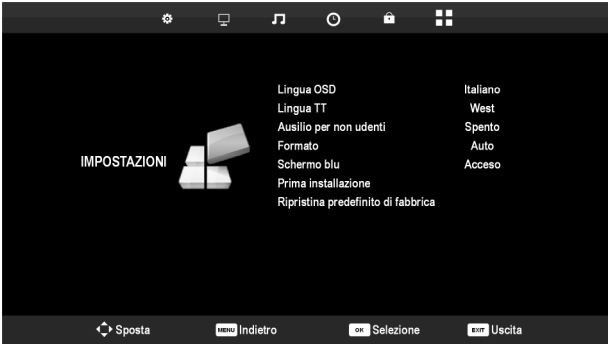 Lingua OSD Italiano
Lingua TT West
Ausilio per non udenti Spento
Formato Auto
IMPOSTAZIONI
Schermo blu Acceso
Prima installazione
Ripristina predefinito di fabbrica
Sposta MENU Indietro OK Selezione EXIT Uscita